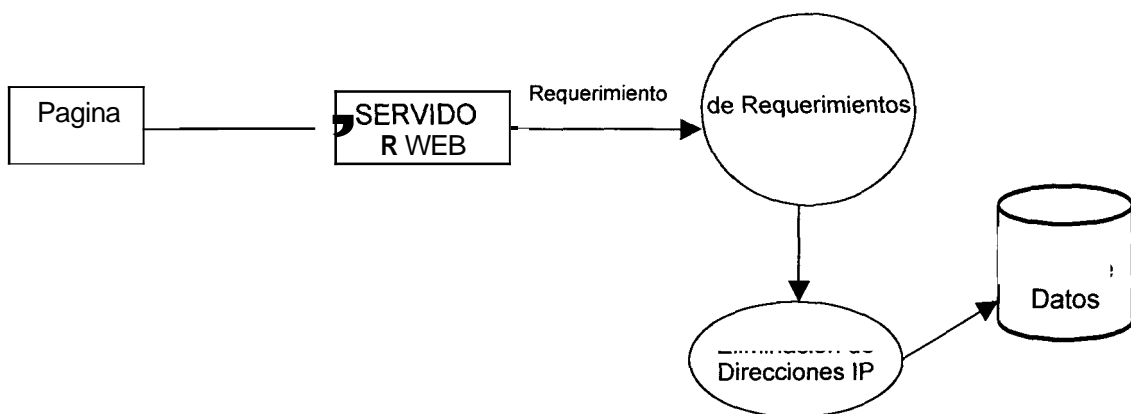 Pagina
SERVIDO
R WEB
Requerimiento
de Requerimientos
Direcciones IP
Datos